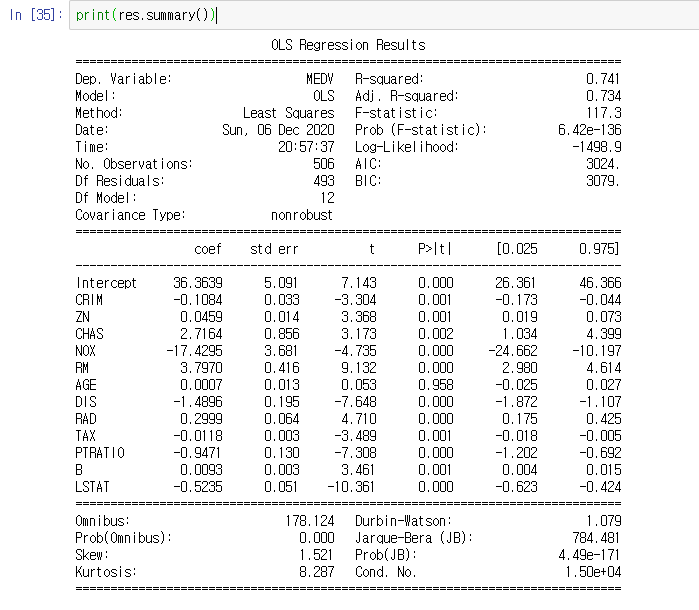 In [35]: print(res.summary())
OLS Regression Results
==============================================================================
Dep. Variable: MEDV R-squared: 0.741
Model: OLS Adj. R-squared: 0.734
Method: Least Squares F-statistic: 117.3
Date: Sun, 06 Dec 2020 Prob (F-statistic): 6.42e-136
Time: 20:57:37 Log-Likelihood: -1498.9
No. Observations: 506 AIC: 3024.
Df Residuals: 493 BIC: 3079.
Df Model: 12
Covariance Type: nonrobust
==============================================================================
coef std err t P>|t| [0.025 0.975]
------------------------------------------------------------------------------
Intercept 36.3639 5.091 7.143 0.000 26.361 46.366
CRIM -0.1084 0.033 -3.304 0.001 -0.173 -0.044
ZN 0.0459 0.014 3.368 0.001 0.019 0.073
CHAS 2.7164 0.856 3.173 0.002 1.034 4.399
NOX -17.4295 3.681 -4.735 0.000 -24.662 -10.197
RM 3.7970 0.416 9.132 0.000 2.980 4.614
AGE 0.0007 0.013 0.053 0.958 -0.025 0.027
DIS -1.4896 0.195 -7.648 0.000 -1.872 -1.107
RAD 0.2999 0.064 4.710 0.000 0.175 0.425
TAX -0.0118 0.003 -3.489 0.001 -0.018 -0.005
PTRATIO -0.9471 0.130 -7.308 0.000 -1.202 -0.692
B 0.0093 0.003 3.461 0.001 0.004 0.015
LSTAT -0.5235 0.051 -10.361 0.000 -0.623 -0.424
==============================================================================
Omnibus: 178.124 Durbin-Watson: 1.079
Prob(Omnibus): 0.000 Jarque-Bera (JB): 784.481
Skew: 1.521 Prob(JB): 4.49e-171
Kurtosis: 8.287 Cond. No. 1.50e+04
==============================================================================